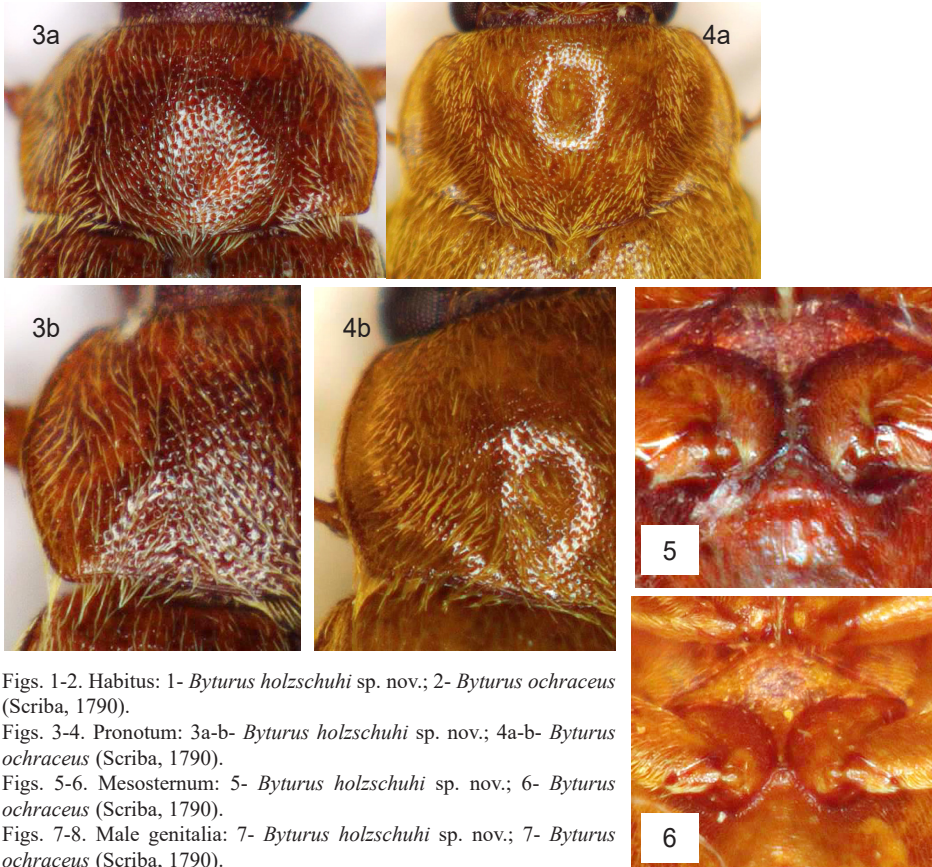 3a
4a
3b
4b
5
6
Figs. 1-2. Habitus: 1- Byturus holzschuhi sp. nov.; 2- Byturus ochraceus
(Scriba, 1790).
Figs. 3-4. Pronotum: 3a-b- Byturus holzschuhi sp. nov.; 4a-b- Byturus
ochraceus (Scriba, 1790).
Figs. 5-6. Mesosternum: 5- Byturus holzschuhi sp. nov.; 6- Byturus
ochraceus (Scriba, 1790).
Figs. 7-8. Male genitalia: 7- Byturus holzschuhi sp. nov.; 7- Byturus
ochraceus (Scriba, 1790).